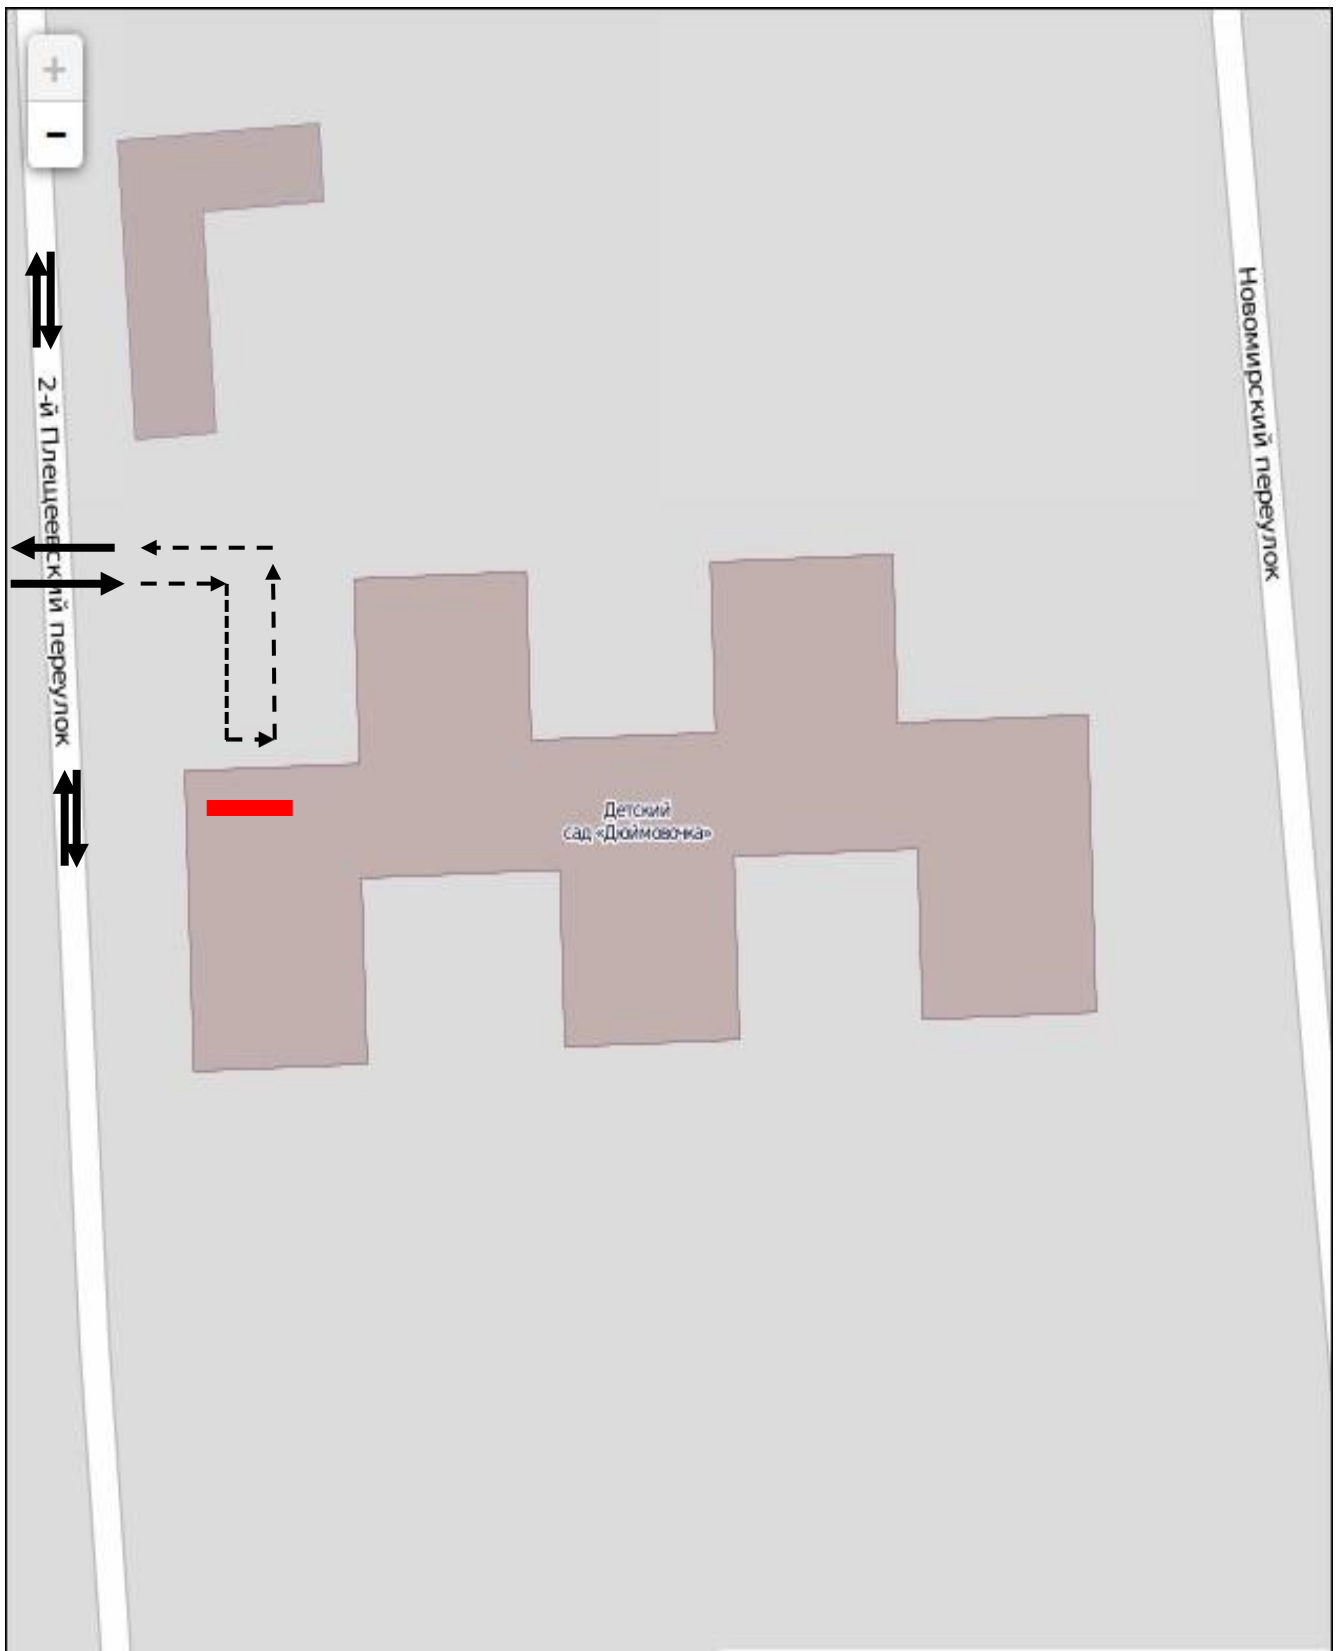 +
-
2-й Плещеевский переулок
Новомирский переулок
Детский
сад «Дюймовочка»